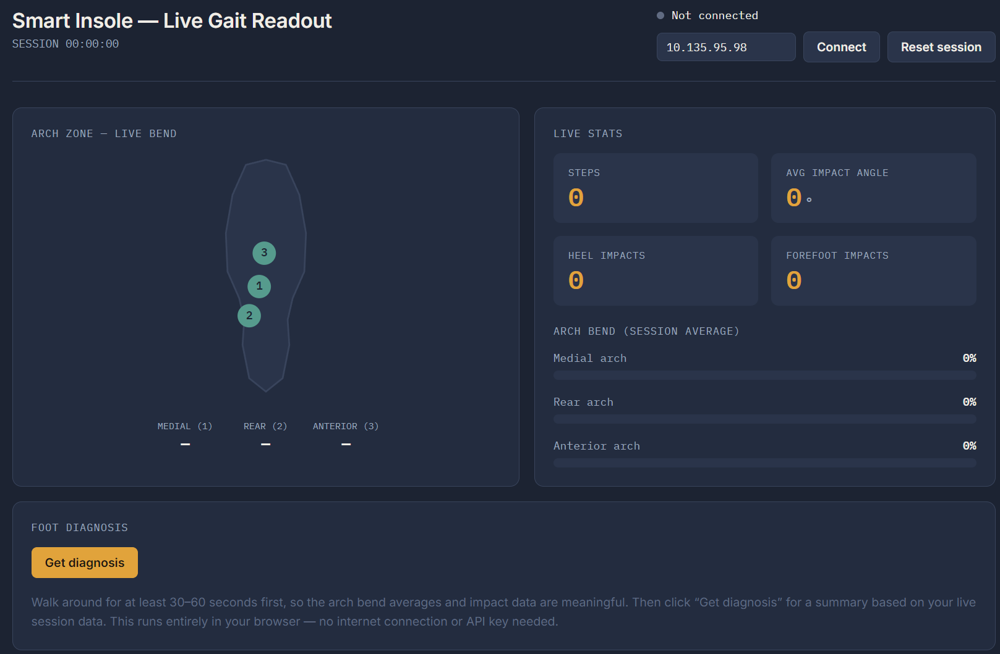 Smart Insole — Live Gait Readout
SESSION 00:00:00
Not connected
10.135.95.98
Connect
Reset session
ARCH ZONE — LIVE BEND
3
1
2
MEDIAL (1)
—
REAR (2)
—
ANTERIOR (3)
—
LIVE STATS
STEPS
0
AVG IMPACT ANGLE
0°
HEEL IMPACTS
0
FOREFOOT IMPACTS
0
ARCH BEND (SESSION AVERAGE)
Medial arch 0%
Rear arch 0%
Anterior arch 0%
FOOT DIAGNOSIS
Get diagnosis
Walk around for at least 30–60 seconds first, so the arch bend averages and impact data are meaningful. Then click “Get diagnosis” for a summary based on your live
session data. This runs entirely in your browser — no internet connection or API key needed.